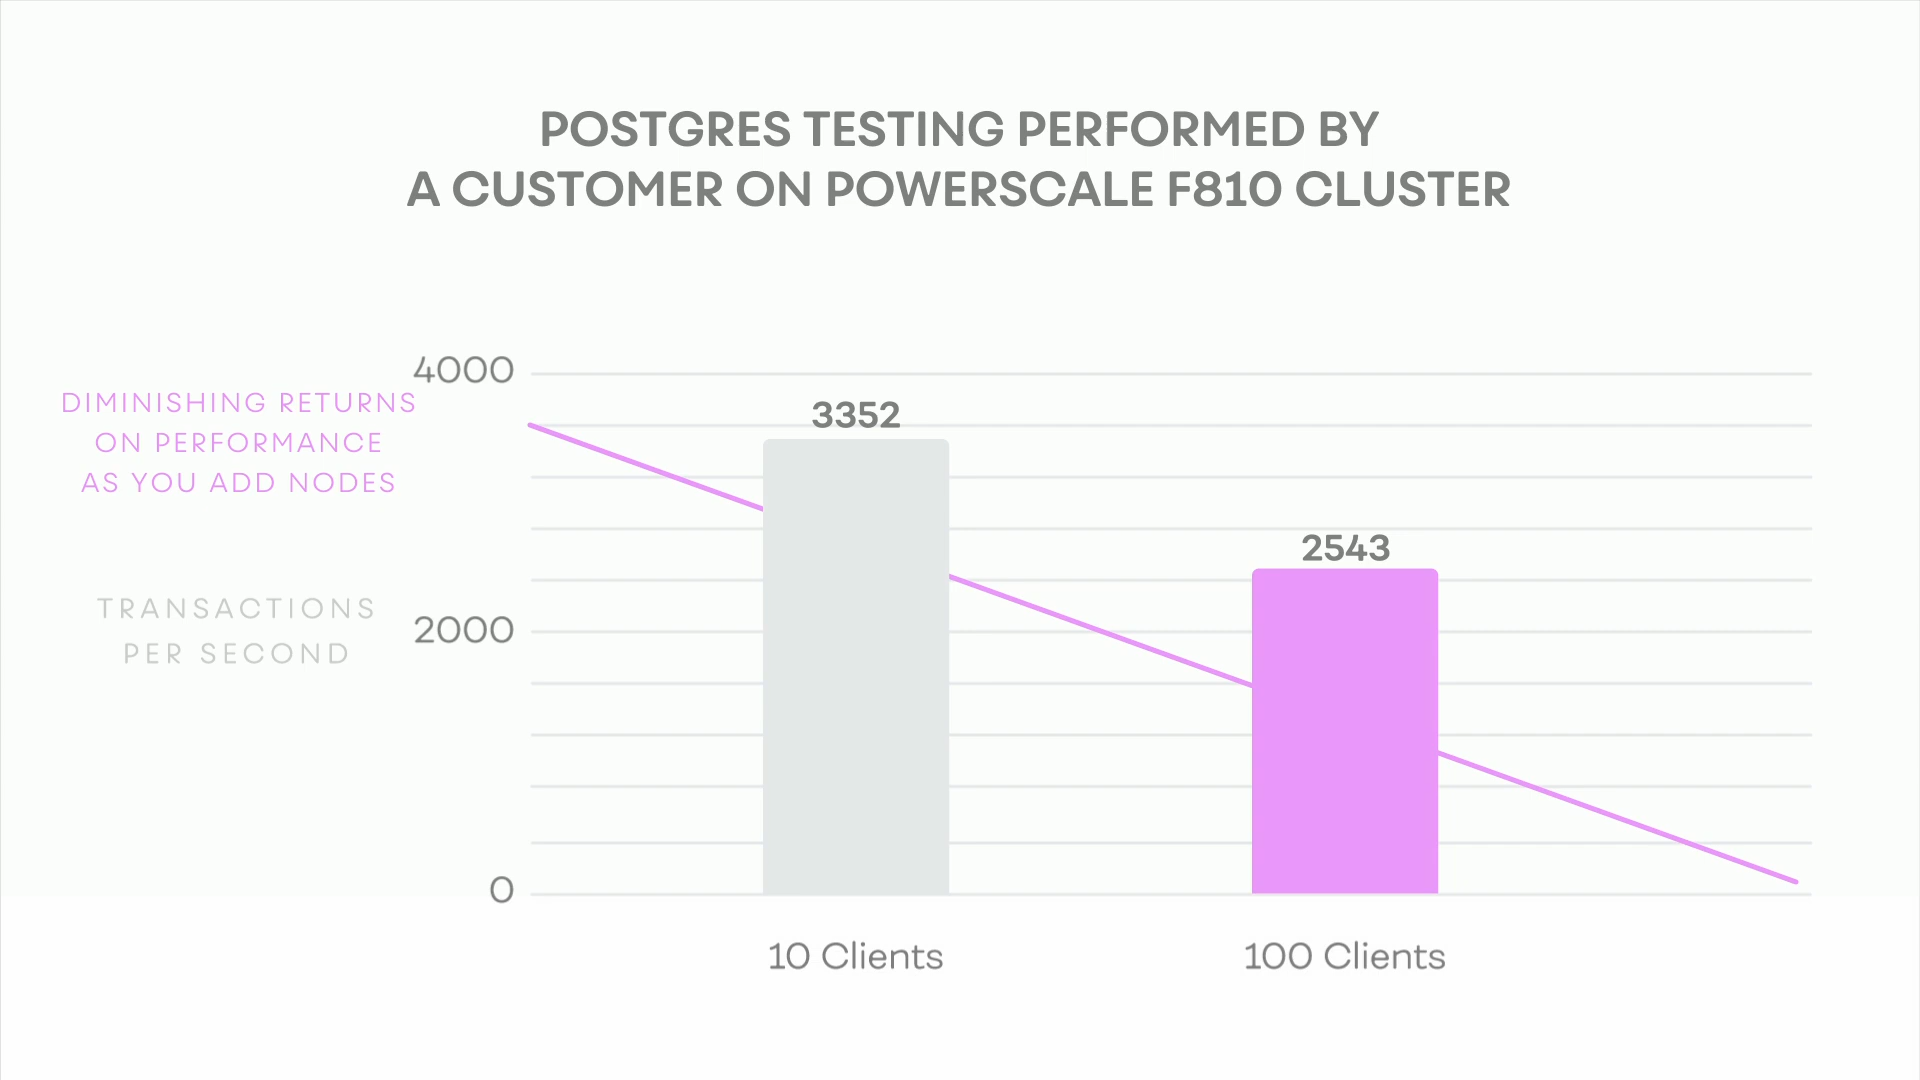 POSTGRES TESTING PERFORMED BY
A CUSTOMER ON POWERSCALE F810 CLUSTER
4000
DIMINISHING RETURNS
ON PERFORMANCE
AS YOU ADD NODES
3352
2543
TRANSACTIONS
PER SECOND
2000
0
10 Clients
100 Clients